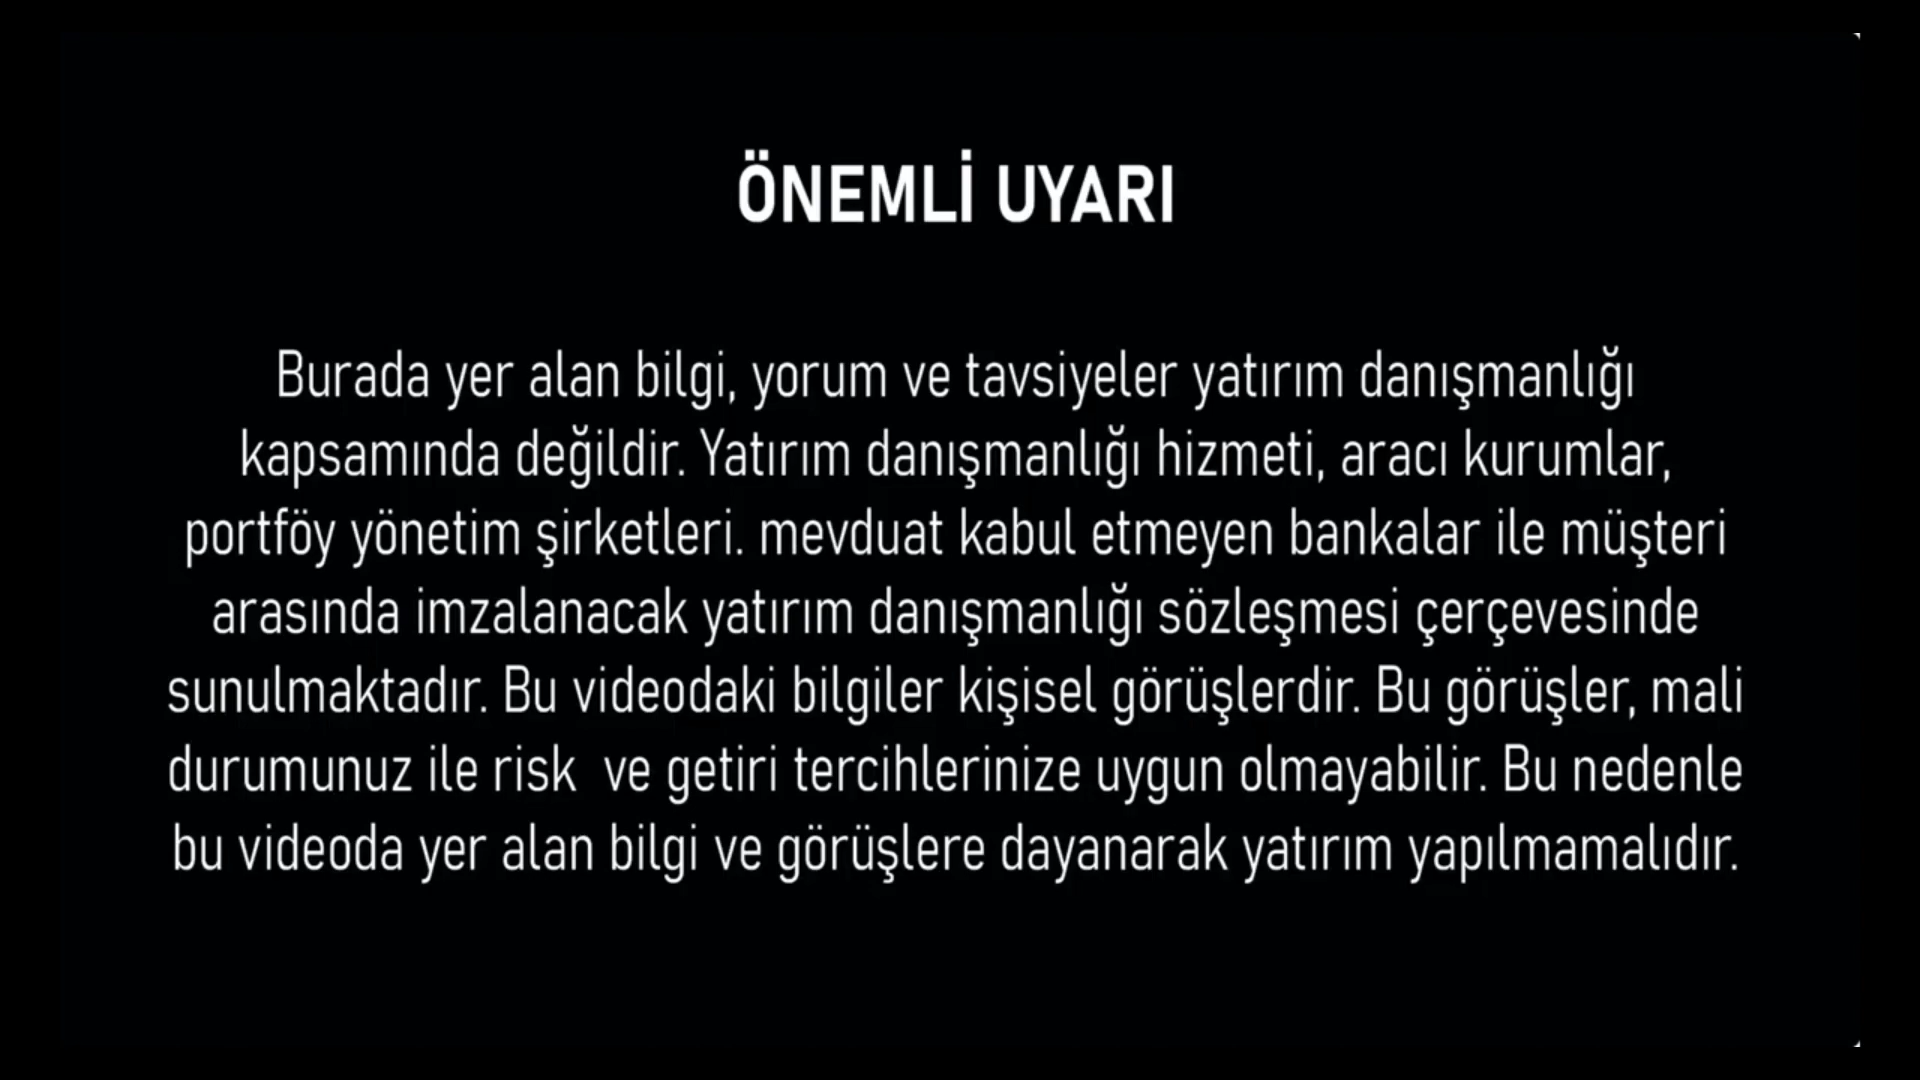 ÖNEMLİ UYARI
Burada yer alan bilgi, yorum ve tavsiyeler yatırım danışmanlığı
kapsamında değildir. Yatırım danışmanlığı hizmeti, aracı kurumlar,
portföy yönetim şirketleri. mevduat kabul etmeyen bankalar ile müşteri
arasında imzalanacak yatırım danışmanlığı sözleşmesi çerçevesinde
sunulmaktadır. Bu videodaki bilgiler kişisel görüşlerdir. Bu görüşler, mali
durumunuz ile risk  ve getiri tercihlerinize uygun olmayabilir. Bu nedenle
bu videoda yer alan bilgi ve görüşlere dayanarak yatırım yapılmamalıdır.